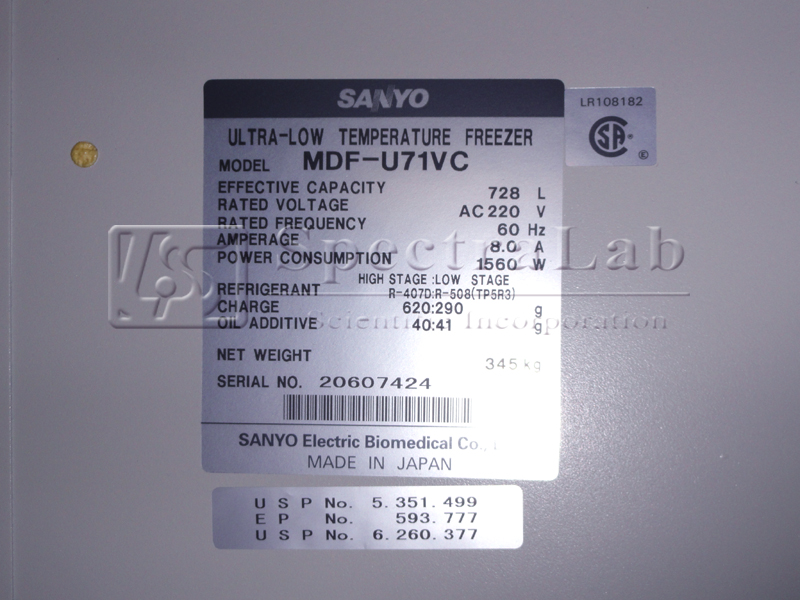 SANYO
LR108182
ULTRA-LOW TEMPERATURE FREEZER
MODEL MDF-U71VC
EFFECTIVE CAPACITY 728 L
RATED VOLTAGE AC 220 V
RATED FREQUENCY 60 Hz
AMPERAGE 8.0 A
POWER CONSUMPTION 1560 W
HIGH STAGE:LOW STAGE
REFRIGERANT R-407D:R-508(TP5R3)
CHARGE 620:290 g
OIL ADDITIVE 40:41 g
NET WEIGHT 345 kg
SERIAL NO. 20607424
SANYO Electric Biomedical Co.,
MADE IN JAPAN
U S P No. 5.351.499
E P No. 593.777
U S P No. 6.260.377
SpectraLab
Scientific Incorporation